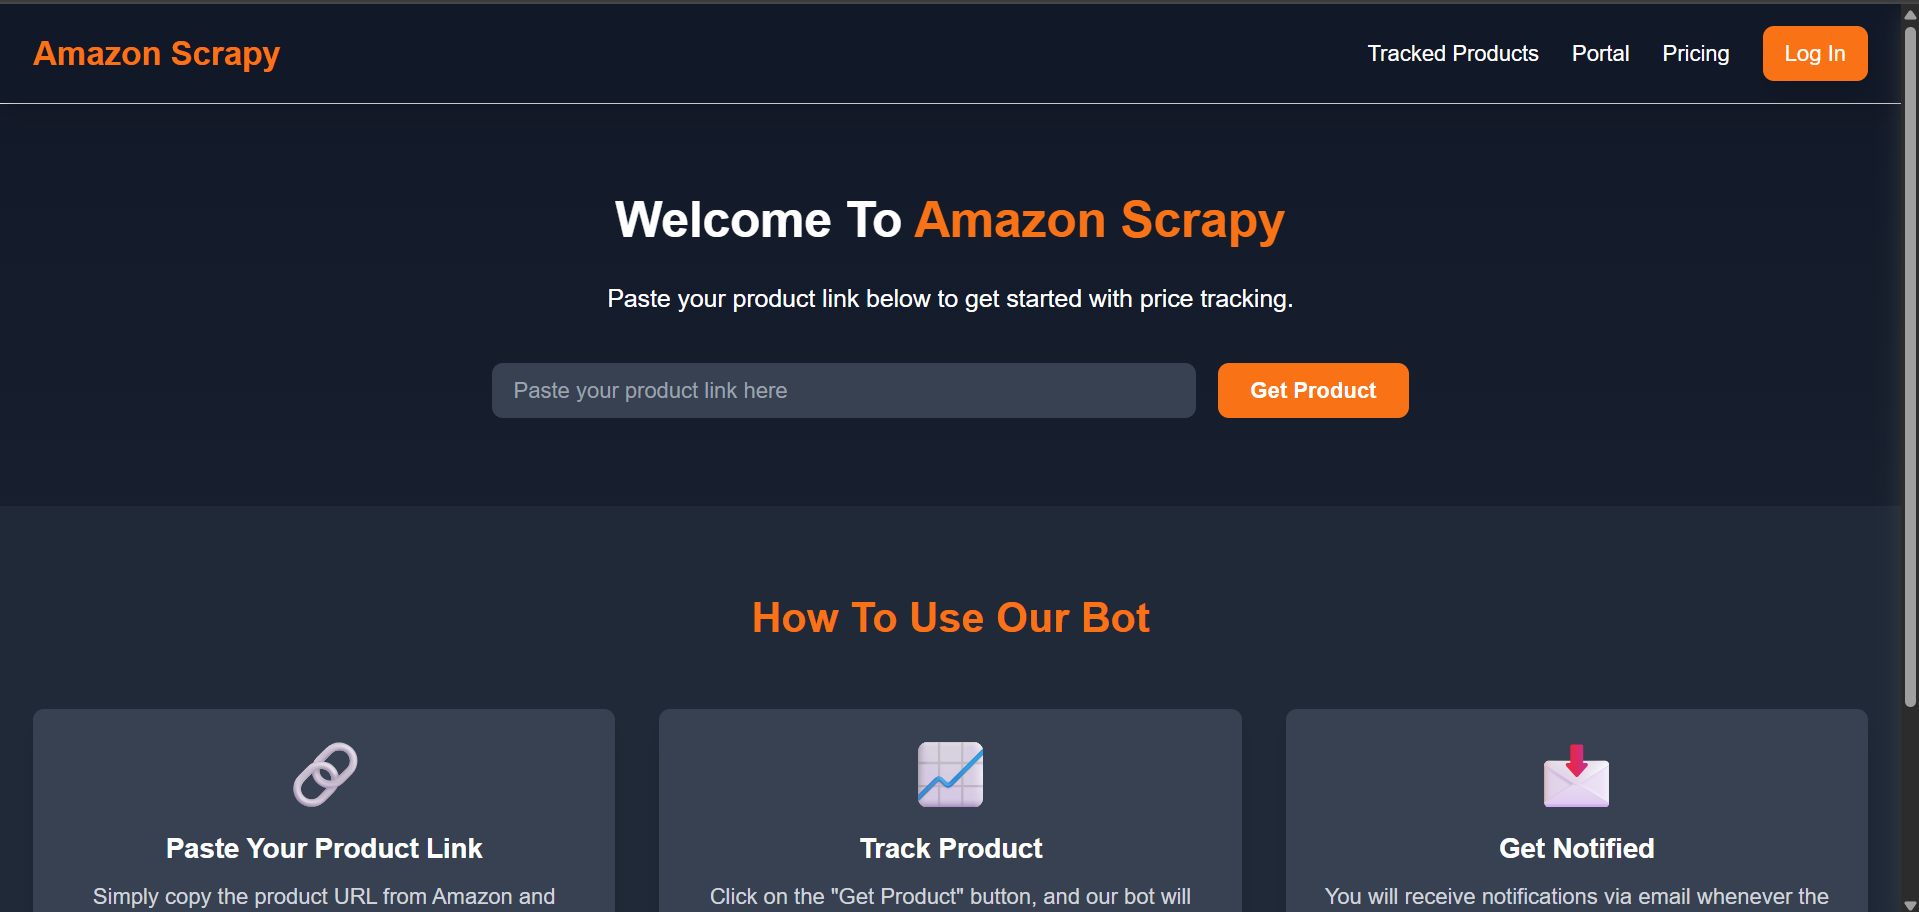 Amazon Scrapy
Tracked Products
Portal
Pricing
Log In
Welcome To Amazon Scrapy
Paste your product link below to get started with price tracking.
Paste your product link here
Get Product
How To Use Our Bot
Paste Your Product Link
Simply copy the product URL from Amazon and
Track Product
Click on the "Get Product" button, and our bot will
Get Notified
You will receive notifications via email whenever the